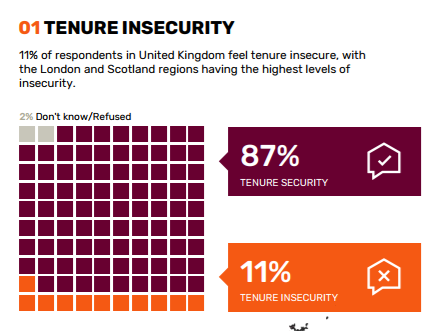 01 TENURE INSECURITY
11% of respondents in United Kingdom feel tenure insecure, with
the London and Scotland regions having the highest levels of
insecurity.
2% Don't know/Refused
87%
TENURE SECURITY
11%
TENURE INSECURITY